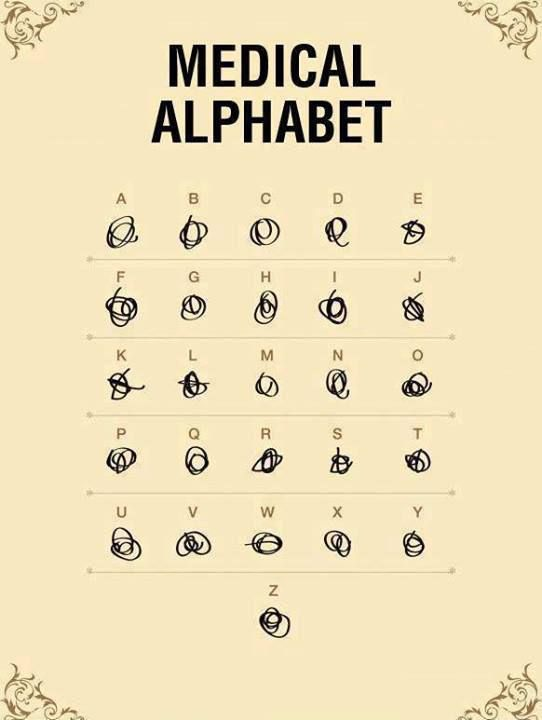 MEDICAL
ALPHABET
A B C D E
F G H I J
K L M N O
P Q R S T
U V W X Y
Z